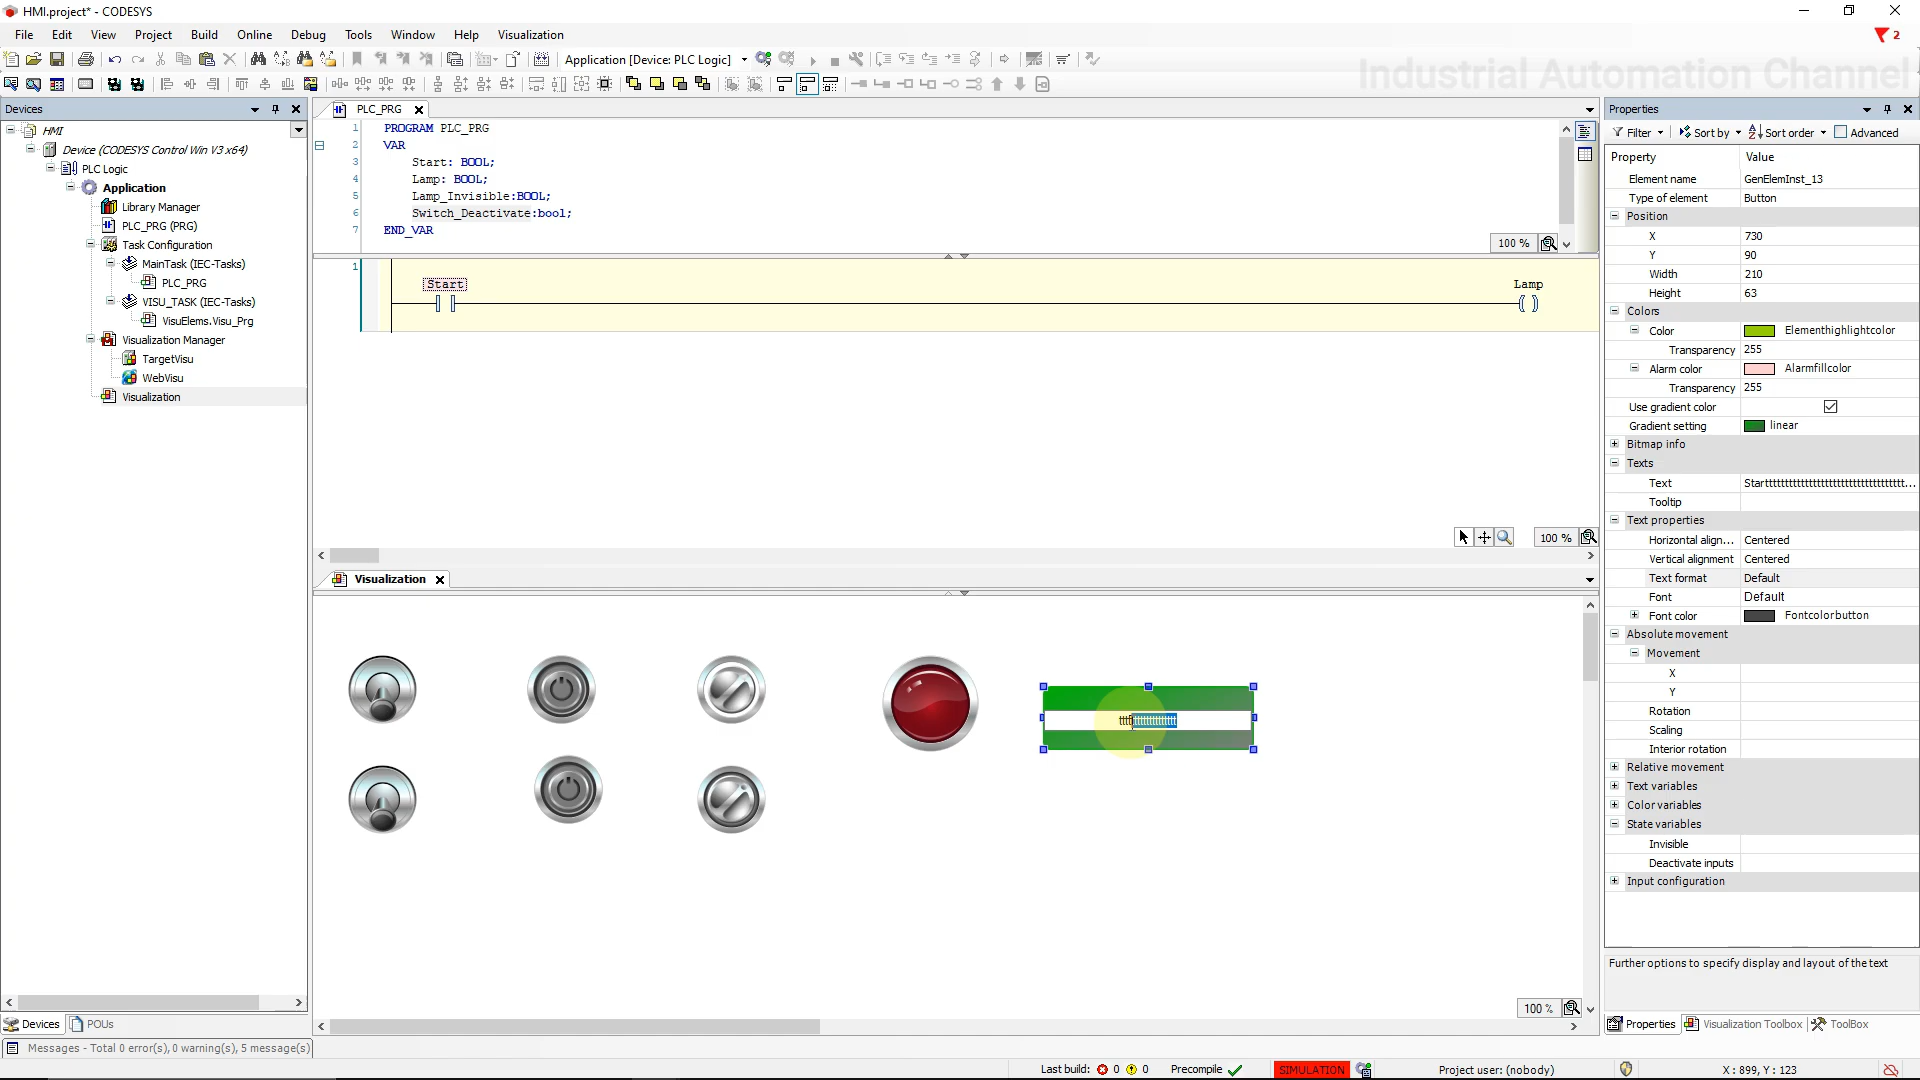 HMI.project* - CODESYS
File Edit View Project Build Online Debug Tools Window Help Visualization
2
Application [Device: PLC Logic]
Industrial Automation Channel
Devices
HMI
Device (CODESYS Control Win V3 x64)
PLC Logic
Application
Library Manager
PLC_PRG (PRG)
Task Configuration
MainTask (IEC-Tasks)
PLC_PRG
VISU_TASK (IEC-Tasks)
VisuElems.Visu_Prg
Visualization Manager
TargetVisu
WebVisu
Visualization
Devices POUs
Messages - Total 0 error(s), 0 warning(s), 5 message(s)
PLC_PRG
1 PROGRAM PLC_PRG
2 VAR
3 Start: BOOL;
4 Lamp: BOOL;
5 Lamp_Invisible:BOOL;
6 Switch_Deactivate:bool;
7 END_VAR
100 %
1
Start
Lamp
100 %
Visualization
100 %
Properties
Filter Sort by Sort order Advanced
Property Value
Element name GenElemInst_13
Type of element Button
Position
X 730
Y 90
Width 210
Height 63
Colors
Color Elementhighlightcolor
Transparency 255
Alarm color Alarmfillcolor
Transparency 255
Use gradient color
Gradient setting linear
Bitmap info
Texts
Text
Tooltip
Text properties
Horizontal align... Centered
Vertical alignment Centered
Text format Default
Font Default
Font color Fontcolorbutton
Absolute movement
Movement
X
Y
Rotation
Scaling
Interior rotation
Relative movement
Text variables
Color variables
State variables
Invisible
Deactivate inputs
Input configuration
Further options to specify display and layout of the text
Properties Visualization Toolbox ToolBox
Last build: 0 0 Precompile SIMULATION Project user: (nobody) X : 899, Y : 123